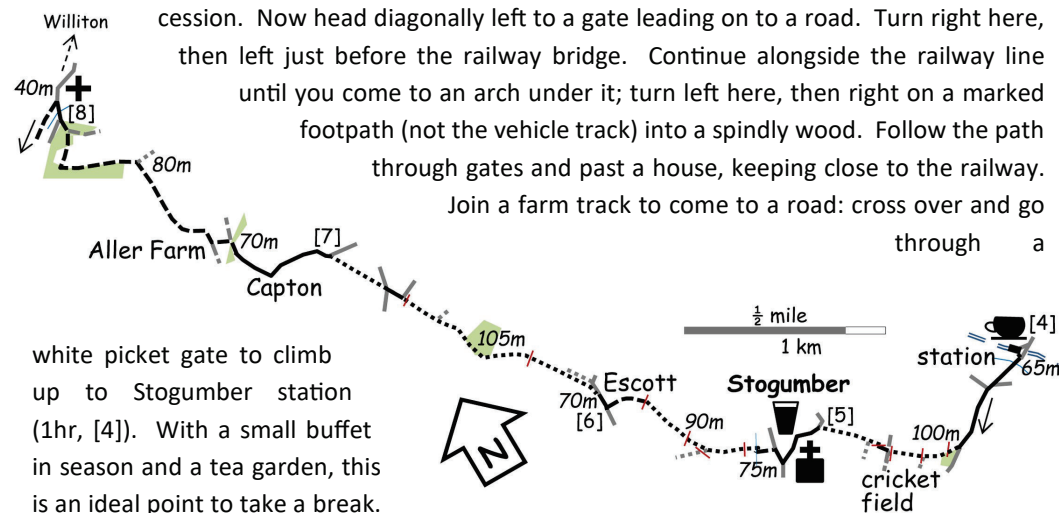 cession. Now head diagonally left to a gate leading on to a road. Turn right here,
then left just before the railway bridge. Continue alongside the railway line
until you come to an arch under it; turn left here, then right on a marked
footpath (not the vehicle track) into a spindly wood. Follow the path
through gates and past a house, keeping close to the railway.
Join a farm track to come to a road: cross over and go
through a
white picket gate to climb
up to Stogumber station
(1hr, [4]). With a small buffet
in season and a tea garden, this
is an ideal point to take a break.
Williton
40m
[8]
80m
Aller Farm
70m
Capton
[7]
105m
½ mile
1 km
Escott
70m
[6]
90m
Stogumber
75m
[5]
cricket
field
100m
station
[4]
65m
N